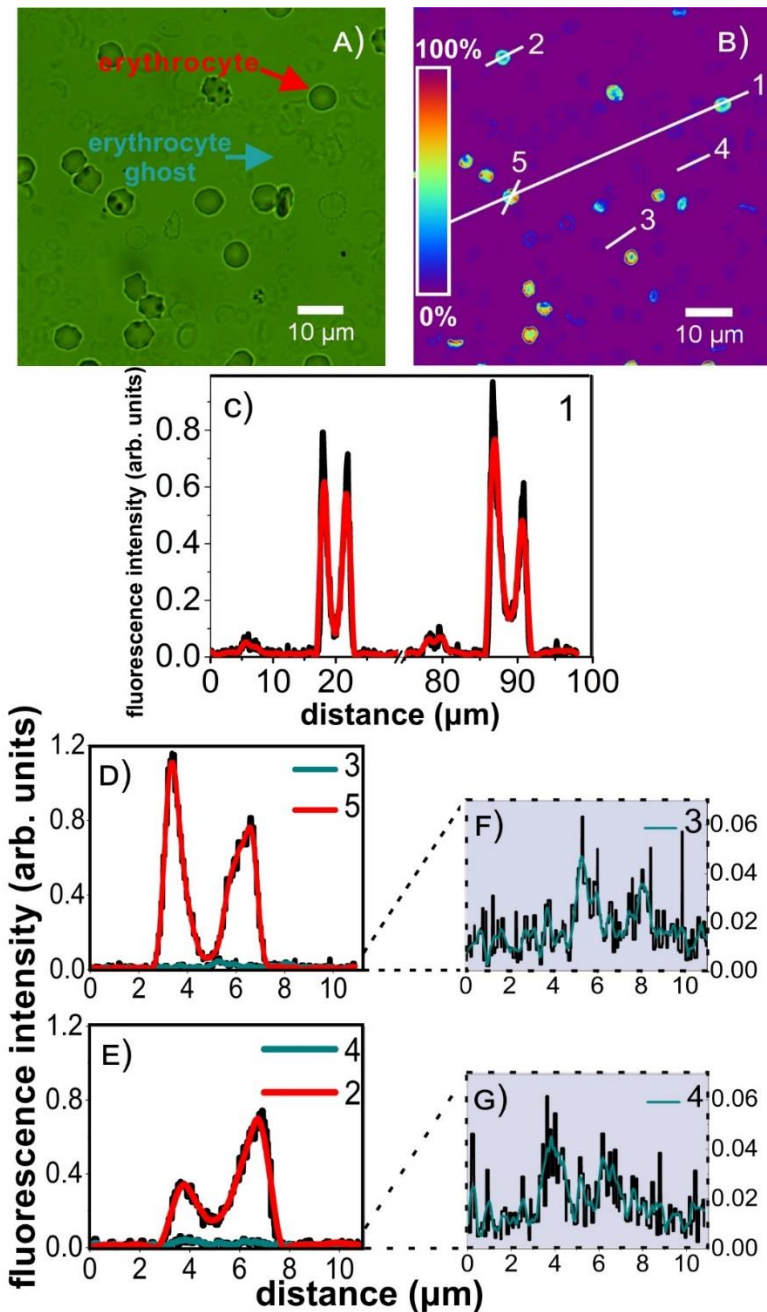 A)
erythrocyte
erythrocyte
ghost
10 µm
B)
100%
0%
2
1
4
5
3
10 µm
C)
1
fluorescence intensity (arb. units)
0.8
0.6
0.4
0.2
0.0
0 20 80 90 100
distance (µm)
fluorescence intensity (arb. units)
D)
3
5
1.2
0.8
0.4
0.0
0 2 4 6 8 10
F)
3
0.06
0.04
0.02
0.00
0 2 4 6 8 10
E)
4
2
1.2
0.8
0.4
0.0
0 2 4 6 8 10
distance (µm)
G)
4
0.06
0.04
0.02
0.00
0 2 4 6 8 10